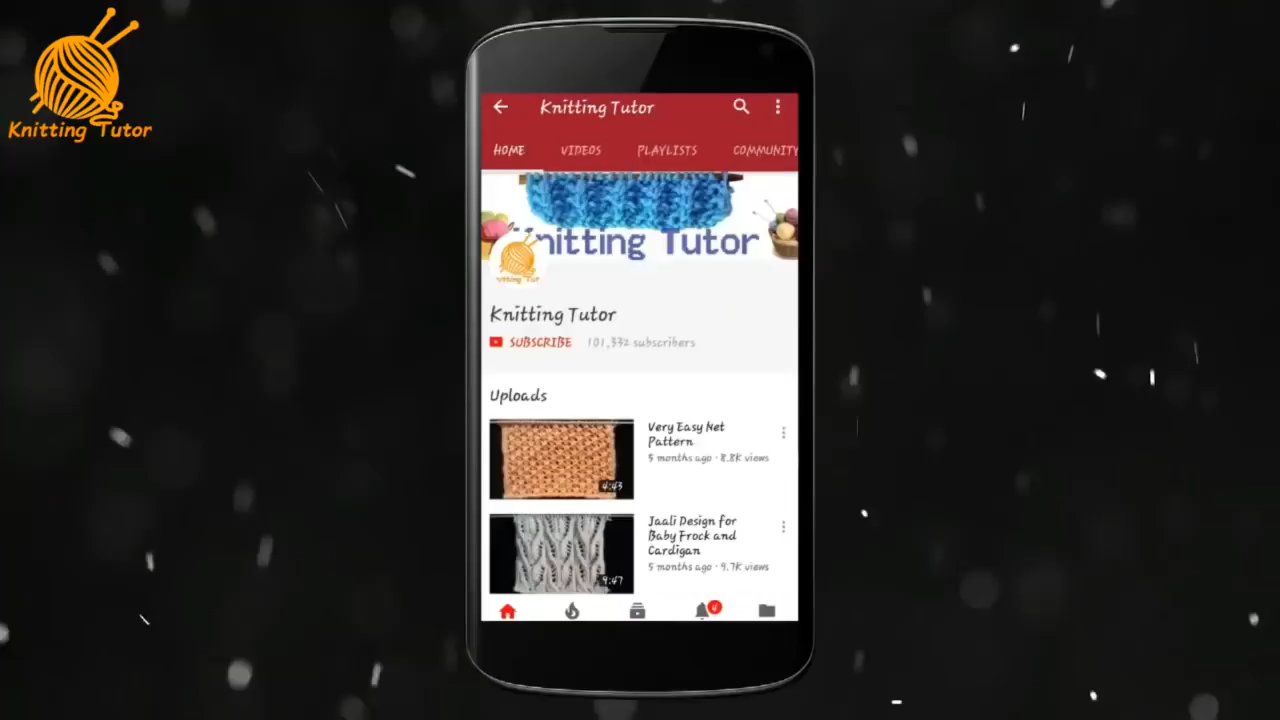 Knitting Tutor
Knitting Tutor
HOME VIDEOS PLAYLISTS COMMUNITY
Knitting Tutor
Knitting Tutor
SUBSCRIBE 101,332 subscribers
Uploads
Very Easy Net
Pattern
5 months ago · 8.8K views
4:43
Jaali Design for
Baby Frock and
Cardigan
5 months ago · 9.7K views
9:47